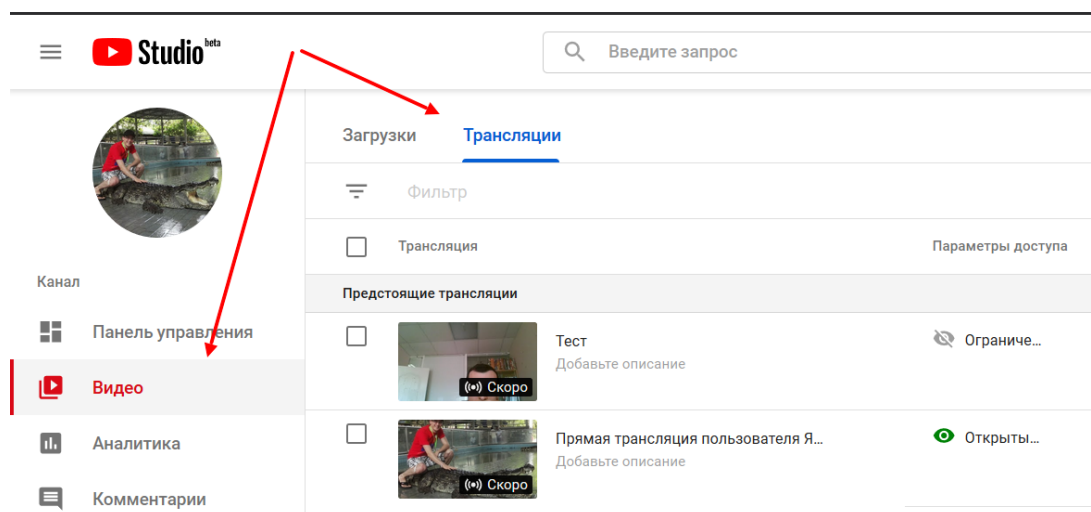 Studio beta
Введите запрос
Загрузки Трансляции
Фильтр
Трансляция Параметры доступа
Канал
Предстоящие трансляции
Панель управления
Тест Ограниче...
Добавьте описание
Скоро
Видео
Прямая трансляция пользователя Я... Открыты...
Аналитика
Добавьте описание
Скоро
Комментарии